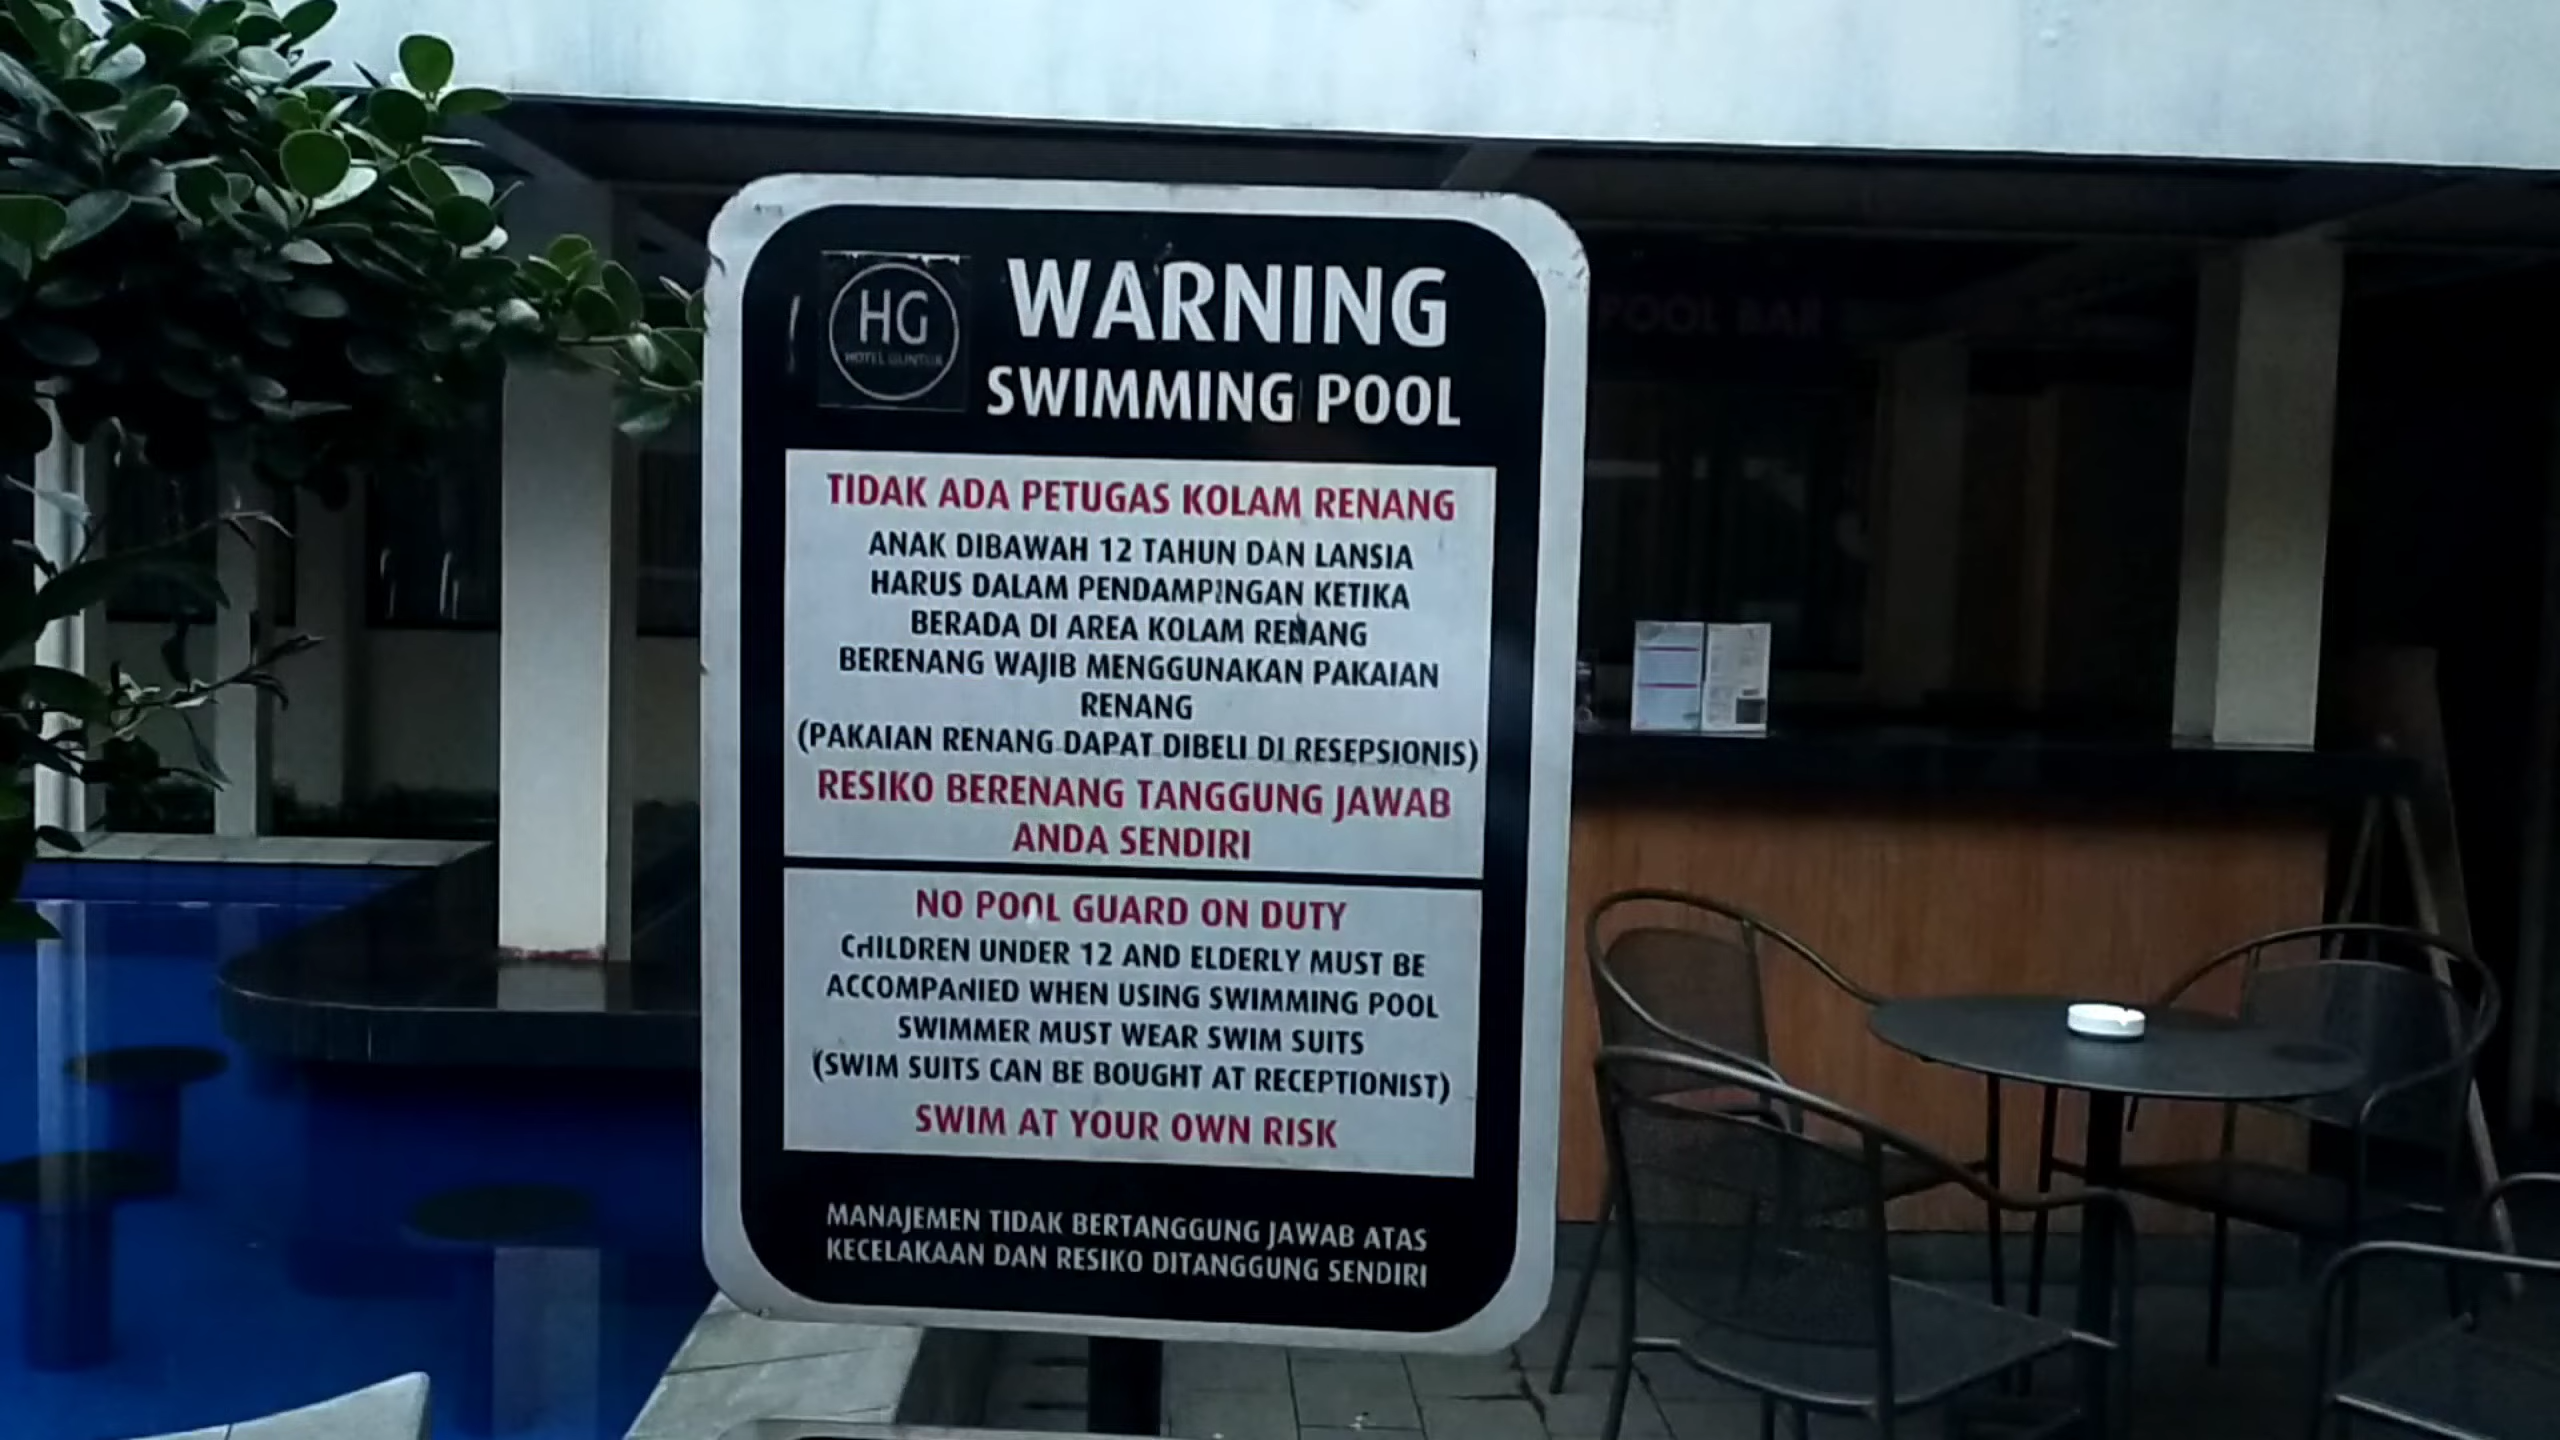 HG
HOTEL GUNTUR
WARNING
SWIMMING POOL
TIDAK ADA PETUGAS KOLAM RENANG
ANAK DIBAWAH 12 TAHUN DAN LANSIA
HARUS DALAM PENDAMPINGAN KETIKA
BERADA DI AREA KOLAM RENANG
BERENANG WAJIB MENGGUNAKAN PAKAIAN
RENANG
(PAKAIAN RENANG DAPAT DIBELI DI RESEPSIONIS)
RESIKO BERENANG TANGGUNG JAWAB
ANDA SENDIRI
NO POOL GUARD ON DUTY
CHILDREN UNDER 12 AND ELDERLY MUST BE
ACCOMPANIED WHEN USING SWIMMING POOL
SWIMMER MUST WEAR SWIM SUITS
(SWIM SUITS CAN BE BOUGHT AT RECEPTIONIST)
SWIM AT YOUR OWN RISK
MANAJEMEN TIDAK BERTANGGUNG JAWAB ATAS
KECELAKAAN DAN RESIKO DITANGGUNG SENDIRI
POOL BAR